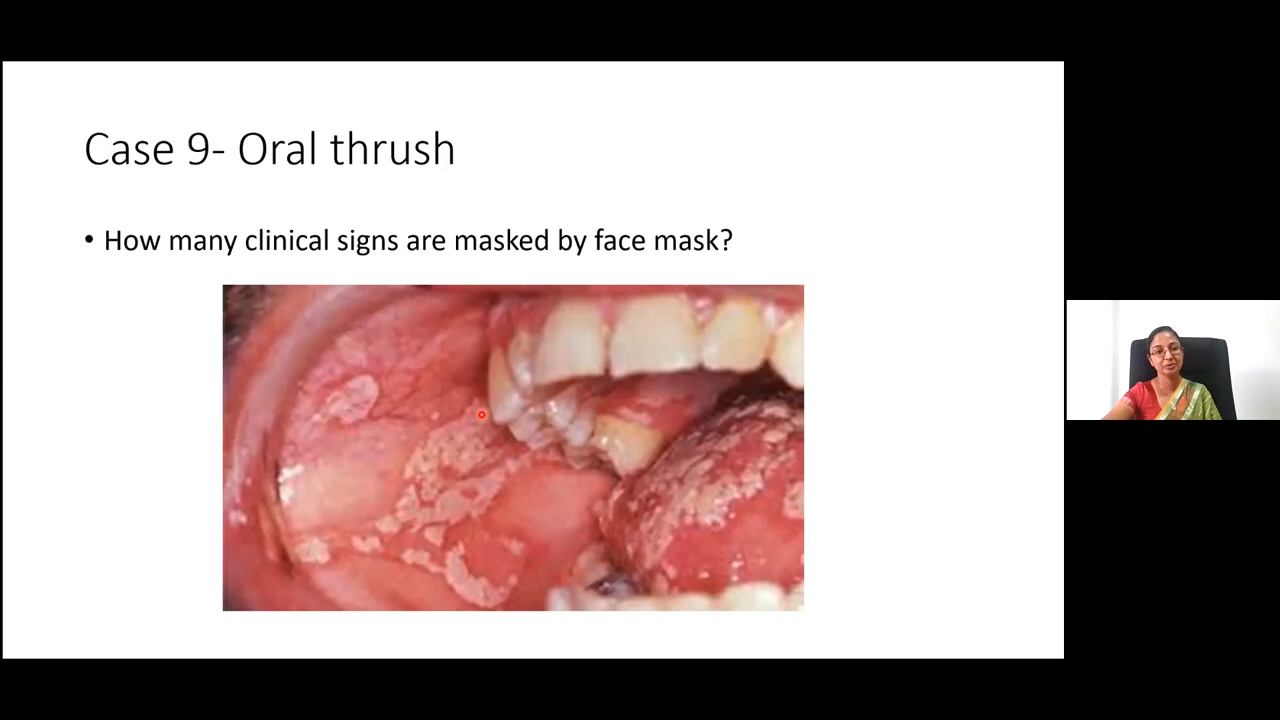 Case 9- Oral thrush
• How many clinical signs are masked by face mask?